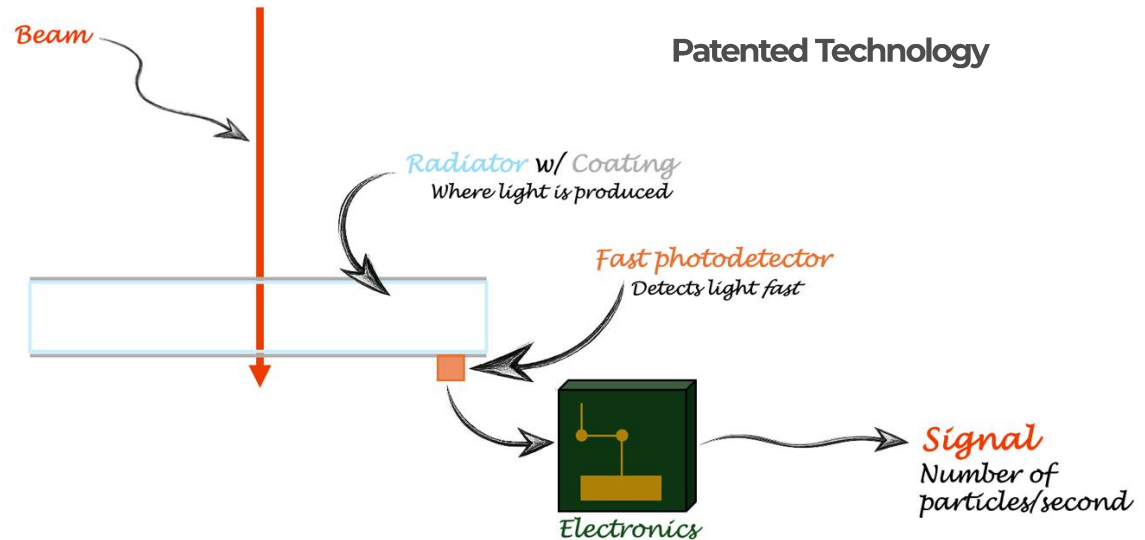 Beam
Patented Technology
Radiator w/ Coating
Where light is produced
Fast photodetector
Detects light fast
Signal
Number of
particles/second
Electronics